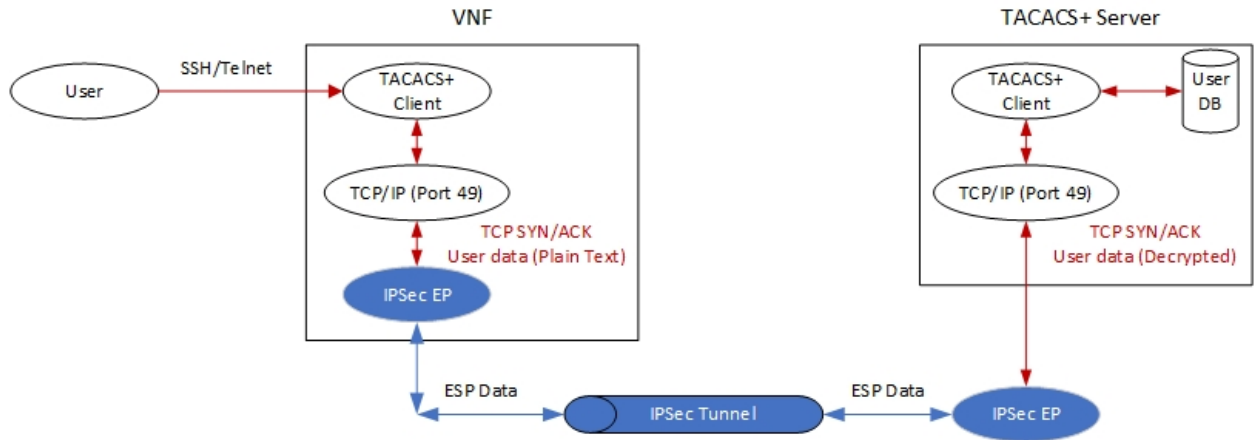 VNF
TACACS+ Server
SSH/Telnet
User
TACACS+
Client
TACACS+
Client
User
DB
TCP/IP (Port 49)
TCP/IP (Port 49)
TCP SYN/ACK
User data (Plain Text)
TCP SYN/ACK
User data (Decrypted)
IPSec EP
ESP Data
ESP Data
IPSec Tunnel
IPSec EP